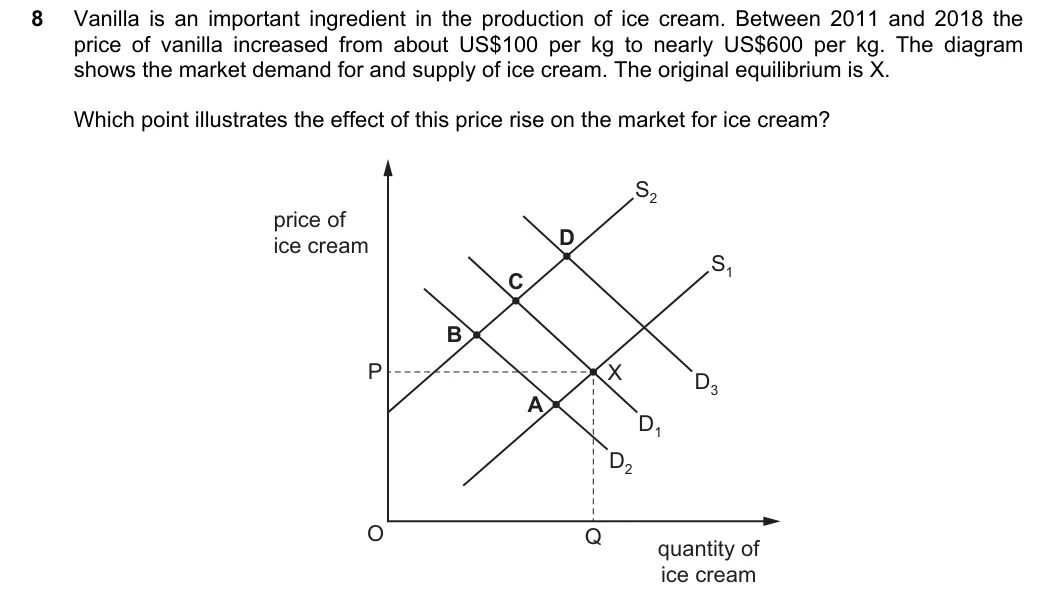 8 Vanilla is an important ingredient in the production of ice cream. Between 2011 and 2018 the
price of vanilla increased from about US$100 per kg to nearly US$600 per kg. The diagram
shows the market demand for and supply of ice cream. The original equilibrium is X.
Which point illustrates the effect of this price rise on the market for ice cream?
S₂
price of
ice cream
D
S₁
C
B
P
X
D₃
A
D₁
D₂
O
Q
quantity of
ice cream